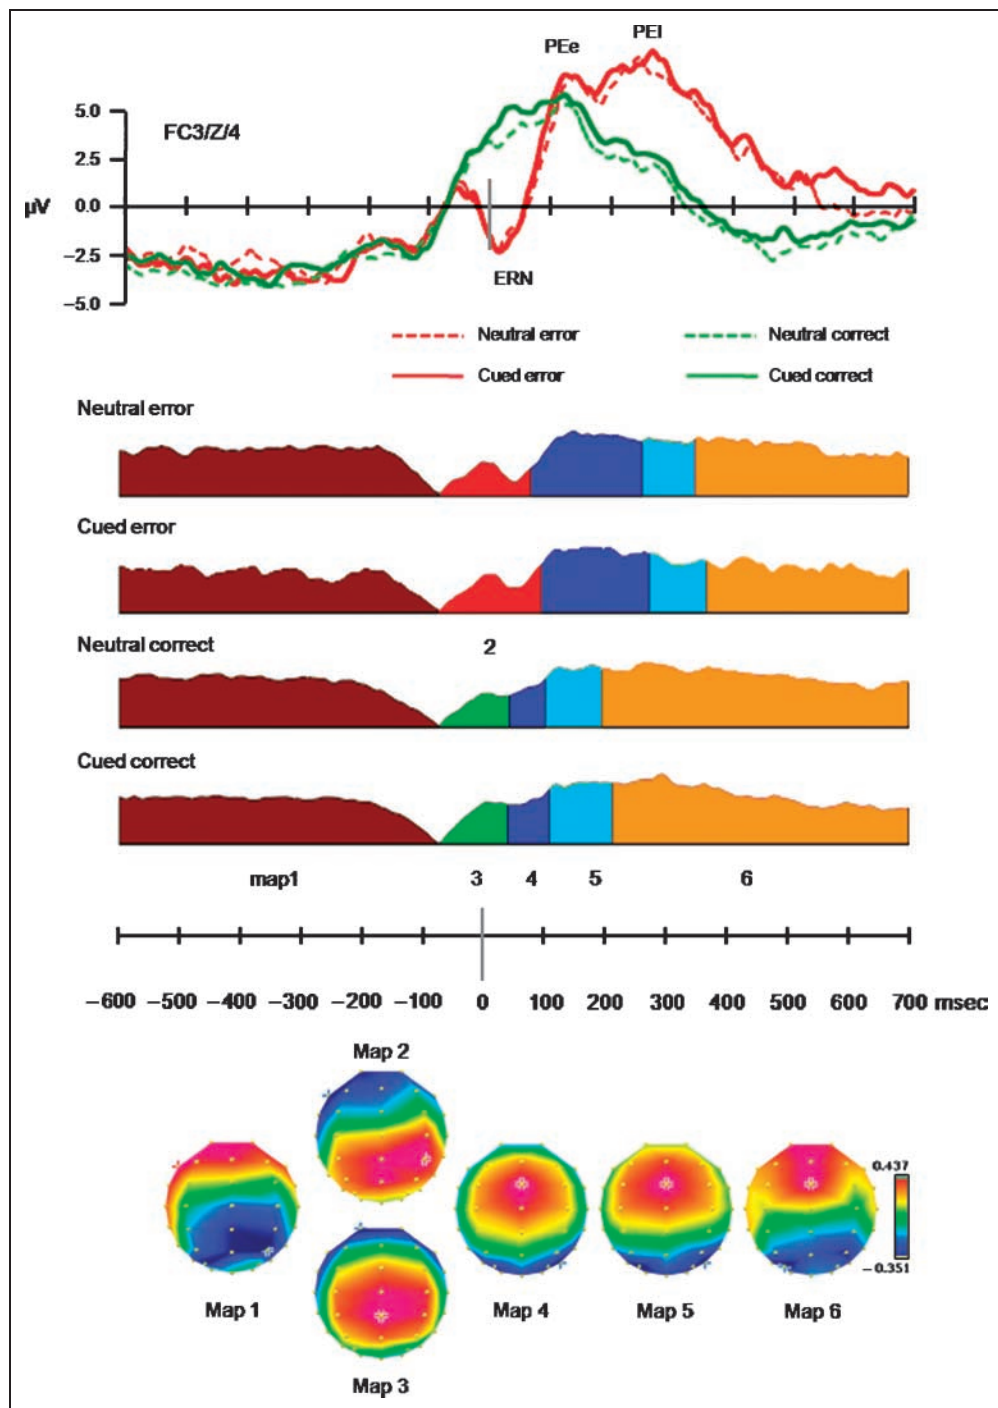 PEe PEl
5.0
FC3/Z/4
2.5
µV 0.0
−2.5
ERN
−5.0
Neutral error Neutral correct
Cued error Cued correct
Neutral error
Cued error
Neutral correct
2
Cued correct
map1 3 4 5 6
−600 −500 −400 −300 −200 −100 0 100 200 300 400 500 600 700 msec
Map 2
0.437
−0.351
Map 1 Map 4 Map 5 Map 6
Map 3